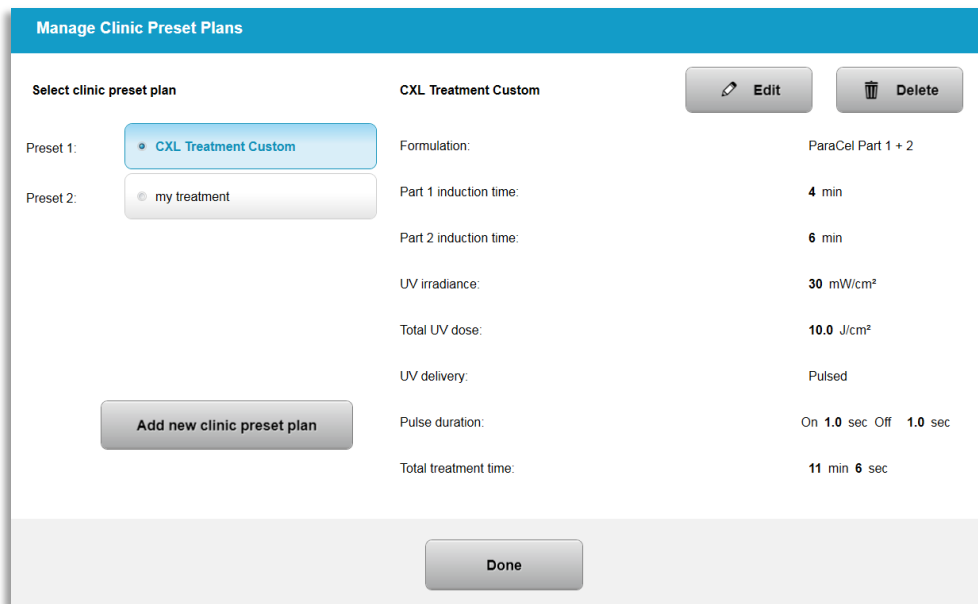 Manage Clinic Preset Plans
Select clinic preset plan
CXL Treatment Custom
Edit
Delete
Preset 1:
CXL Treatment Custom
Preset 2:
my treatment
Add new clinic preset plan
Formulation: ParaCel Part 1 + 2
Part 1 induction time: 4 min
Part 2 induction time: 6 min
UV irradiance: 30 mW/cm²
Total UV dose: 10.0 J/cm²
UV delivery: Pulsed
Pulse duration: On 1.0 sec Off 1.0 sec
Total treatment time: 11 min 6 sec
Done